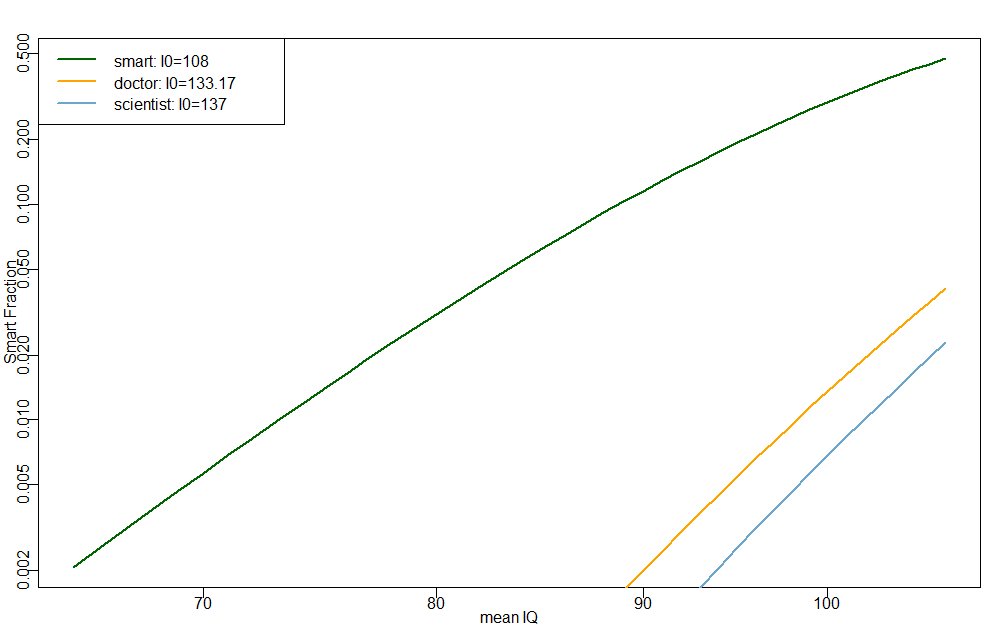 smart: I0=108
doctor: I0=133.17
scientist: I0=137
0.500
0.200
0.100
0.050
0.020
0.010
0.005
0.002
Smart Fraction
70 80 90 100
mean IQ